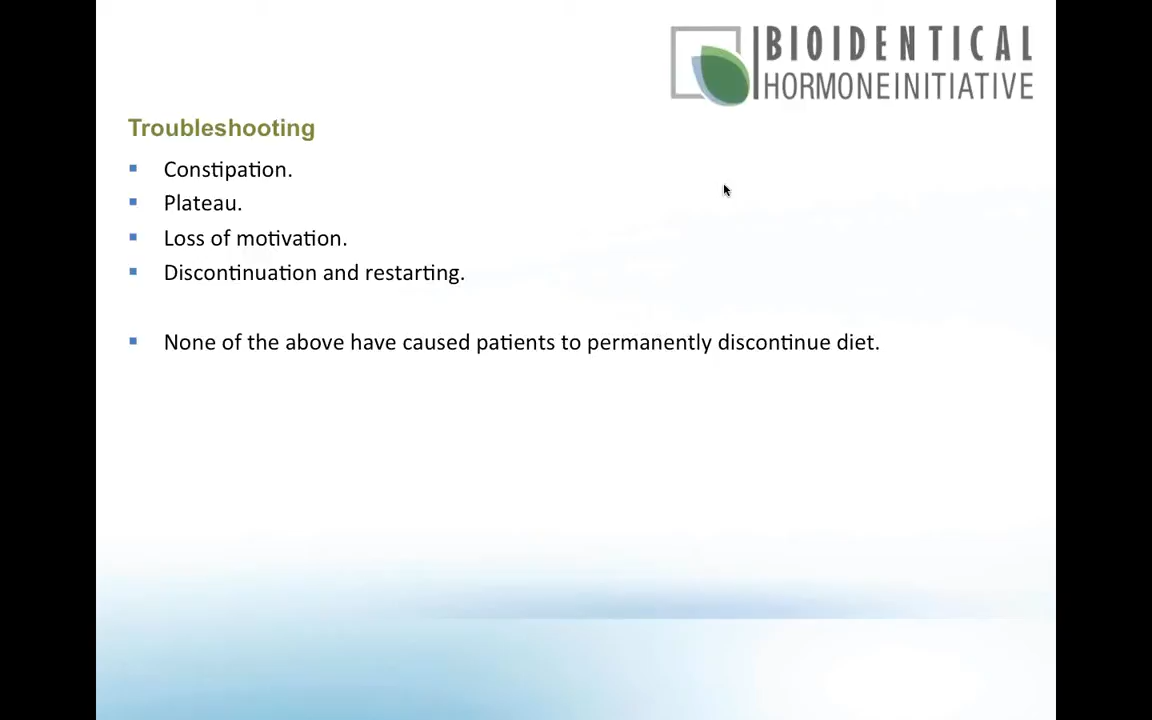 BIOIDENTICAL
HORMONEINITIATIVE
Troubleshooting
Constipation.
Plateau.
Loss of motivation.
Discontinuation and restarting.
None of the above have caused patients to permanently discontinue diet.